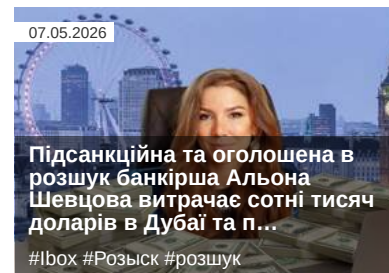 07.05.2026
Підсанкційна та оголошена в
розшук банкірша Альона
Шевцова витрачає сотні тисяч
доларів в Дубаї та п...
#Ibox #Розыск #розшук